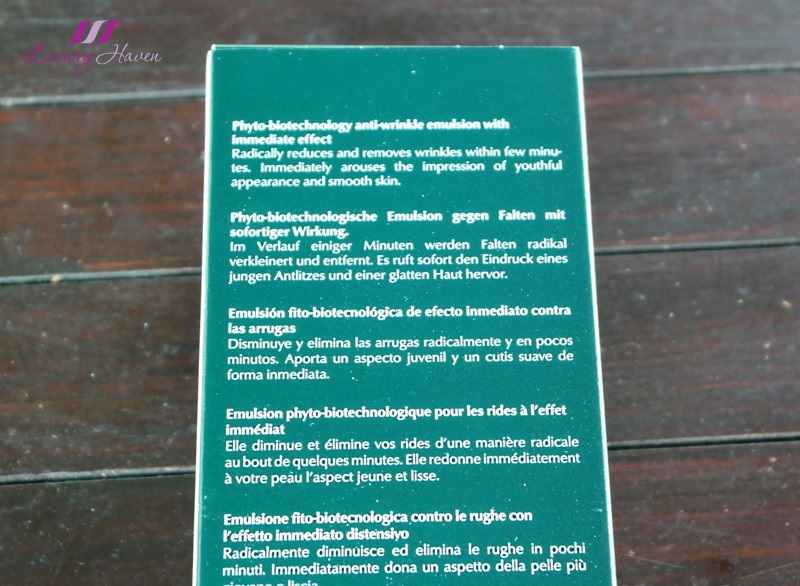 Luxury Haven
Phyto-biotechnology anti-wrinkle emulsion with
immediate effect
Radically reduces and removes wrinkles within few minu-
tes. Immediately arouses the impression of youthful
appearance and smooth skin.
Phyto-biotechnologische Emulsion gegen Falten mit
sofortiger Wirkung.
Im Verlauf einiger Minuten werden Falten radikal
verkleinert und entfernt. Es ruft sofort den Eindruck eines
jungen Antlitzes und einer glatten Haut hervor.
Emulsión fito-biotecnológica de efecto inmediato contra
las arrugas
Disminuye y elimina las arrugas radicalmente y en pocos
minutos. Aporta un aspecto juvenil y un cutis suave de
forma inmediata.
Emulsion phyto-biotechnologique pour les rides à l'effet
immédiat
Elle diminue et élimine vos rides d'une manière radicale
au bout de quelques minutes. Elle redonne immédiatement
à votre peau l'aspect jeune et lisse.
Emulsione fito-biotecnologica contro le rughe con
l'effetto immediato distensiyo
Radicalmente diminuisce ed elimina le rughe in pochi
minuti. Immediatamente dona un aspetto della pelle più
giovane e liscia